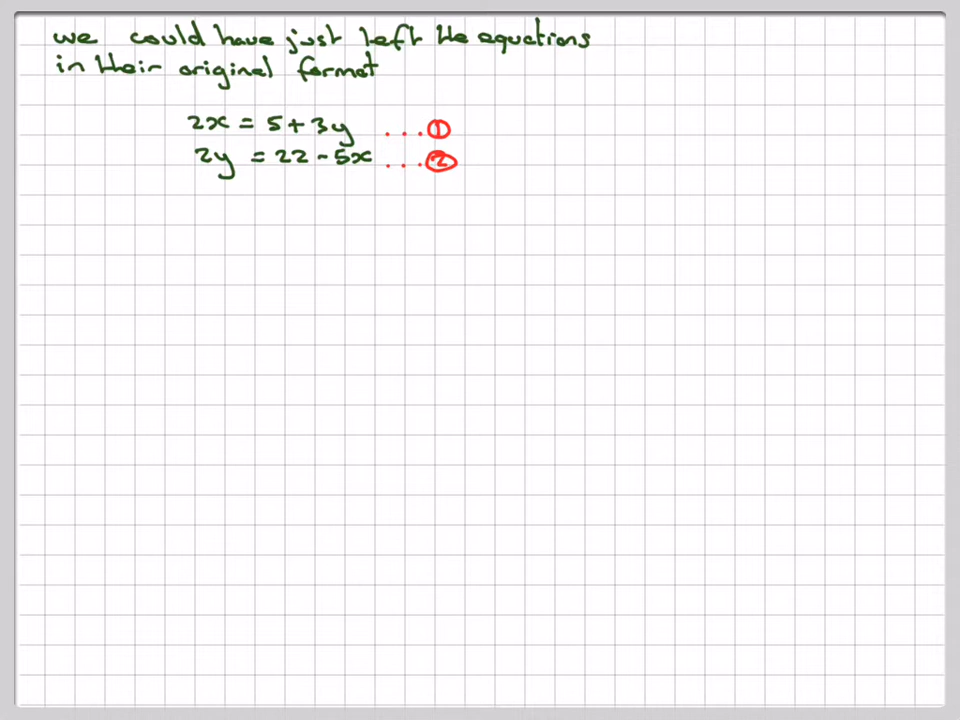 we could have just left the equations
in their original format
2x = 5 + 3y ...①
2y = 22 - 5x ...②